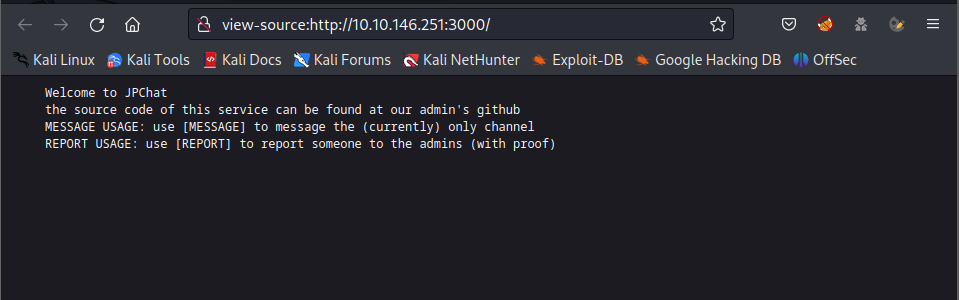 view-source:http://10.10.146.251:3000/
Kali Linux Kali Tools Kali Docs Kali Forums Kali NetHunter Exploit-DB Google Hacking DB OffSec
Welcome to JPChat
the source code of this service can be found at our admin's github
MESSAGE USAGE: use [MESSAGE] to message the (currently) only channel
REPORT USAGE: use [REPORT] to report someone to the admins (with proof)